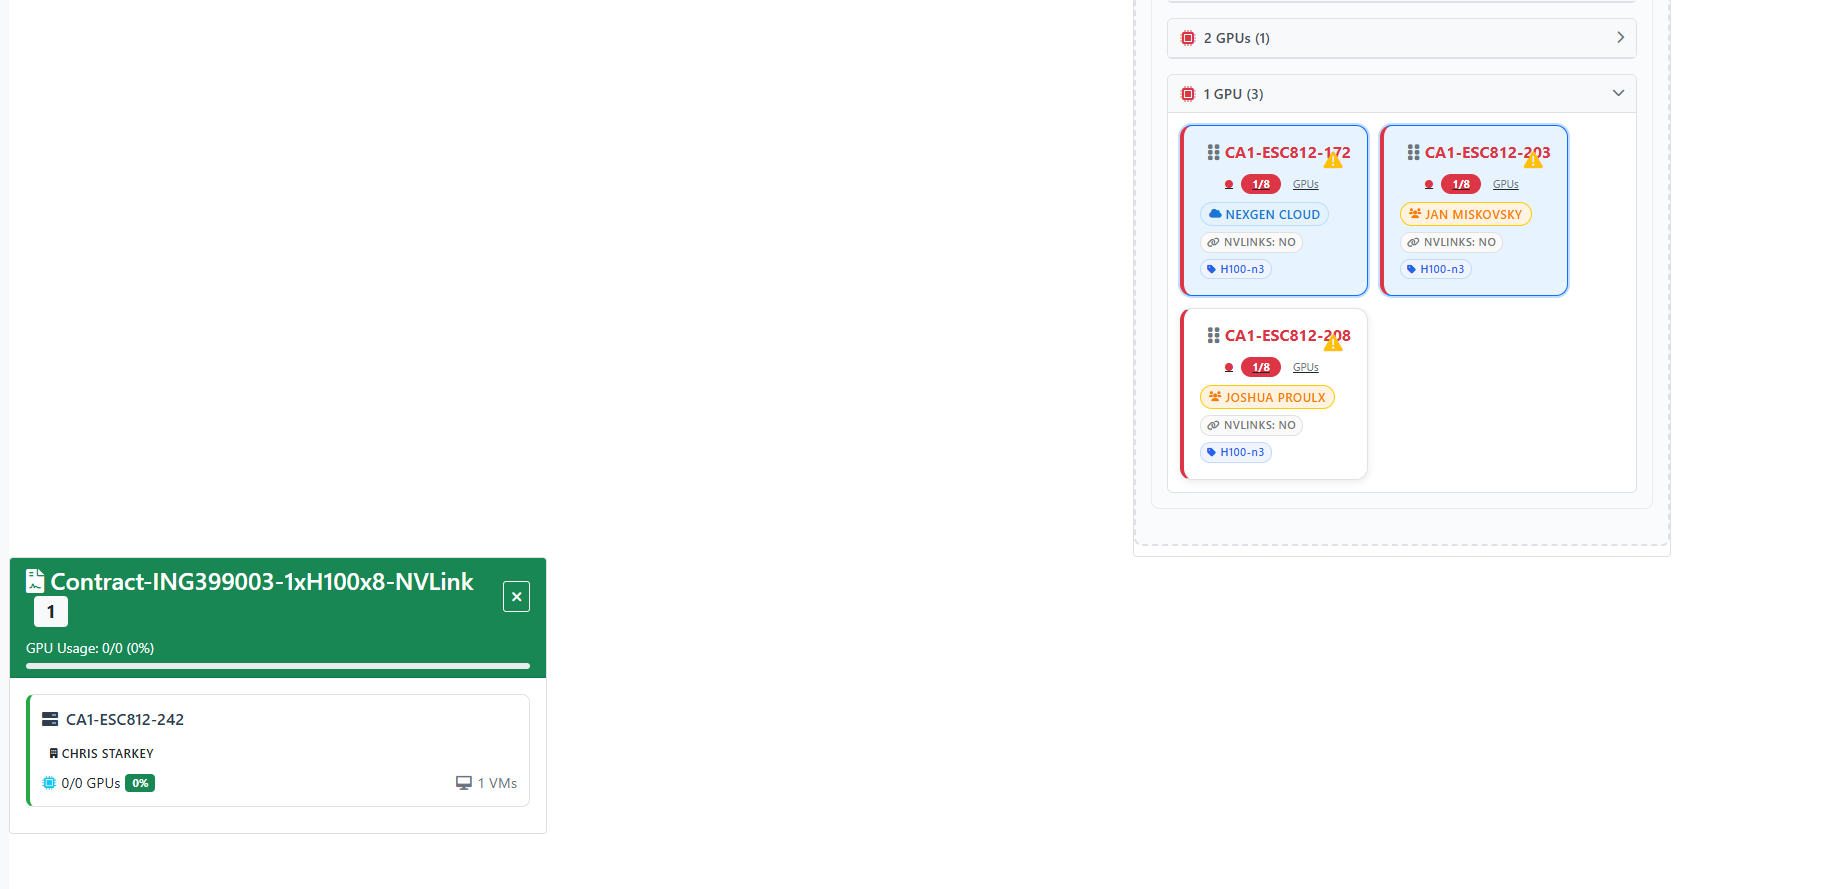 2 GPUs (1)
1 GPU (3)
CA1-ESC812-172
1/8 GPUs
NEXGEN CLOUD
NVLINKS: NO
H100-n3
CA1-ESC812-203
1/8 GPUs
JAN MISKOVSKY
NVLINKS: NO
H100-n3
CA1-ESC812-208
1/8 GPUs
JOSHUA PROULX
NVLINKS: NO
H100-n3
Contract-ING399003-1xH100x8-NVLink
1
GPU Usage: 0/0 (0%)
CA1-ESC812-242
CHRIS STARKEY
0/0 GPUs 0% 1 VMs